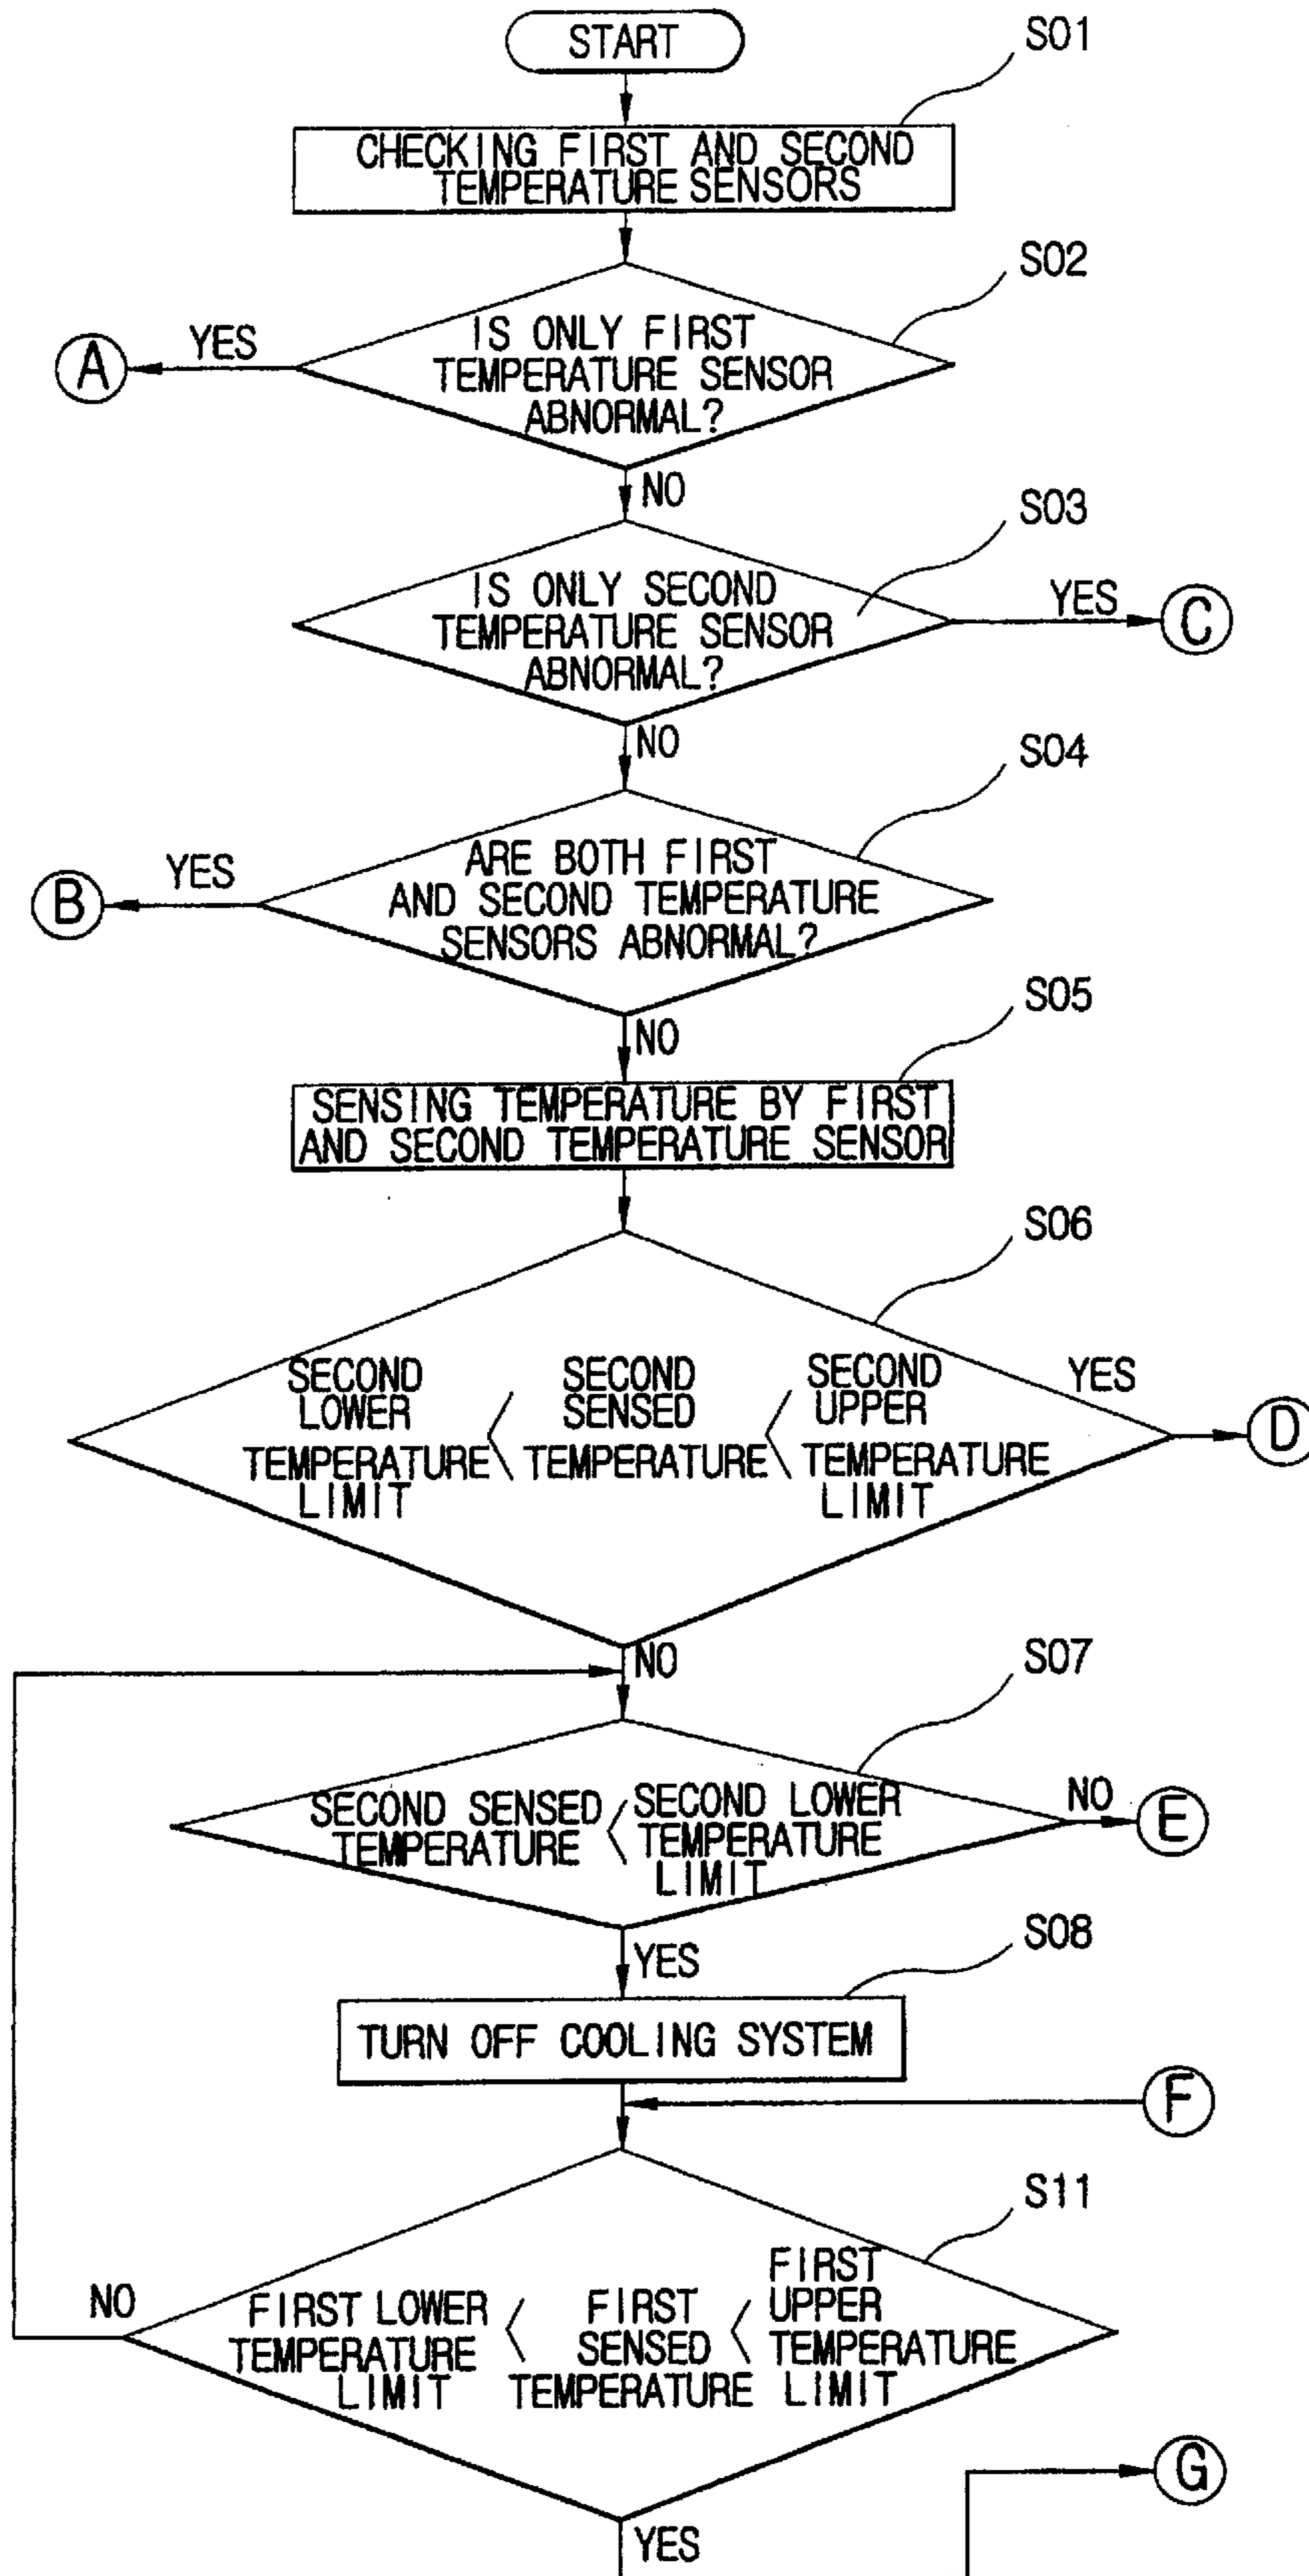 START
S01
CHECKING FIRST AND SECOND
TEMPERATURE SENSORS
S02
IS ONLY FIRST
TEMPERATURE SENSOR
ABNORMAL?
YES
A
NO
S03
IS ONLY SECOND
TEMPERATURE SENSOR
ABNORMAL?
YES
C
NO
S04
ARE BOTH FIRST
AND SECOND TEMPERATURE
SENSORS ABNORMAL?
YES
B
NO
S05
SENSING TEMPERATURE BY FIRST
AND SECOND TEMPERATURE SENSOR
S06
SECOND
LOWER
TEMPERATURE
LIMIT
<
SECOND
SENSED
TEMPERATURE
<
SECOND
UPPER
TEMPERATURE
LIMIT
YES
D
NO
S07
SECOND SENSED
TEMPERATURE
<
SECOND LOWER
TEMPERATURE
LIMIT
NO
E
YES
S08
TURN OFF COOLING SYSTEM
F
S11
FIRST LOWER
TEMPERATURE
LIMIT
<
FIRST
SENSED
TEMPERATURE
<
FIRST
UPPER
TEMPERATURE
LIMIT
NO
G
YES